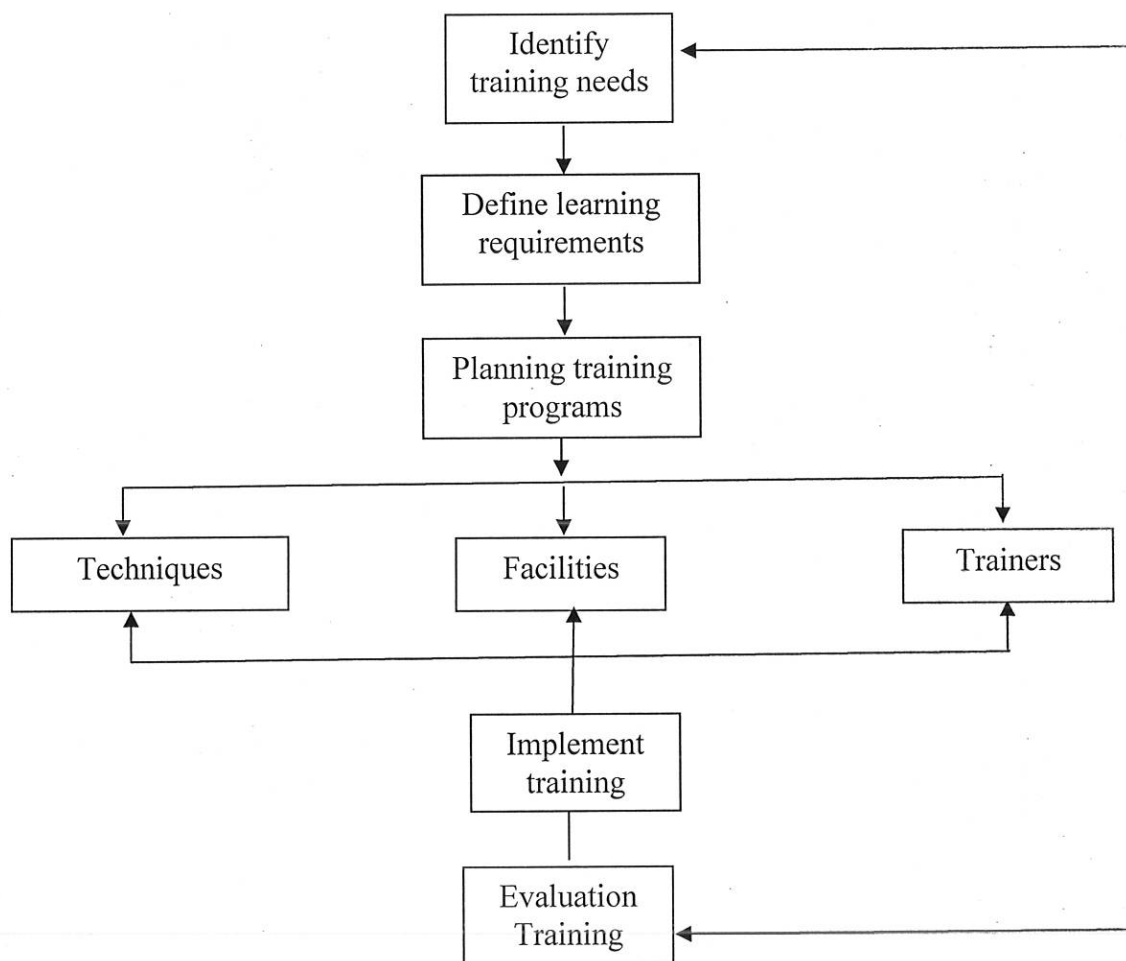 Identify
training needs
Define learning
requirements
Planning training
programs
Techniques
Facilities
Trainers
Implement
training
Evaluation
Training